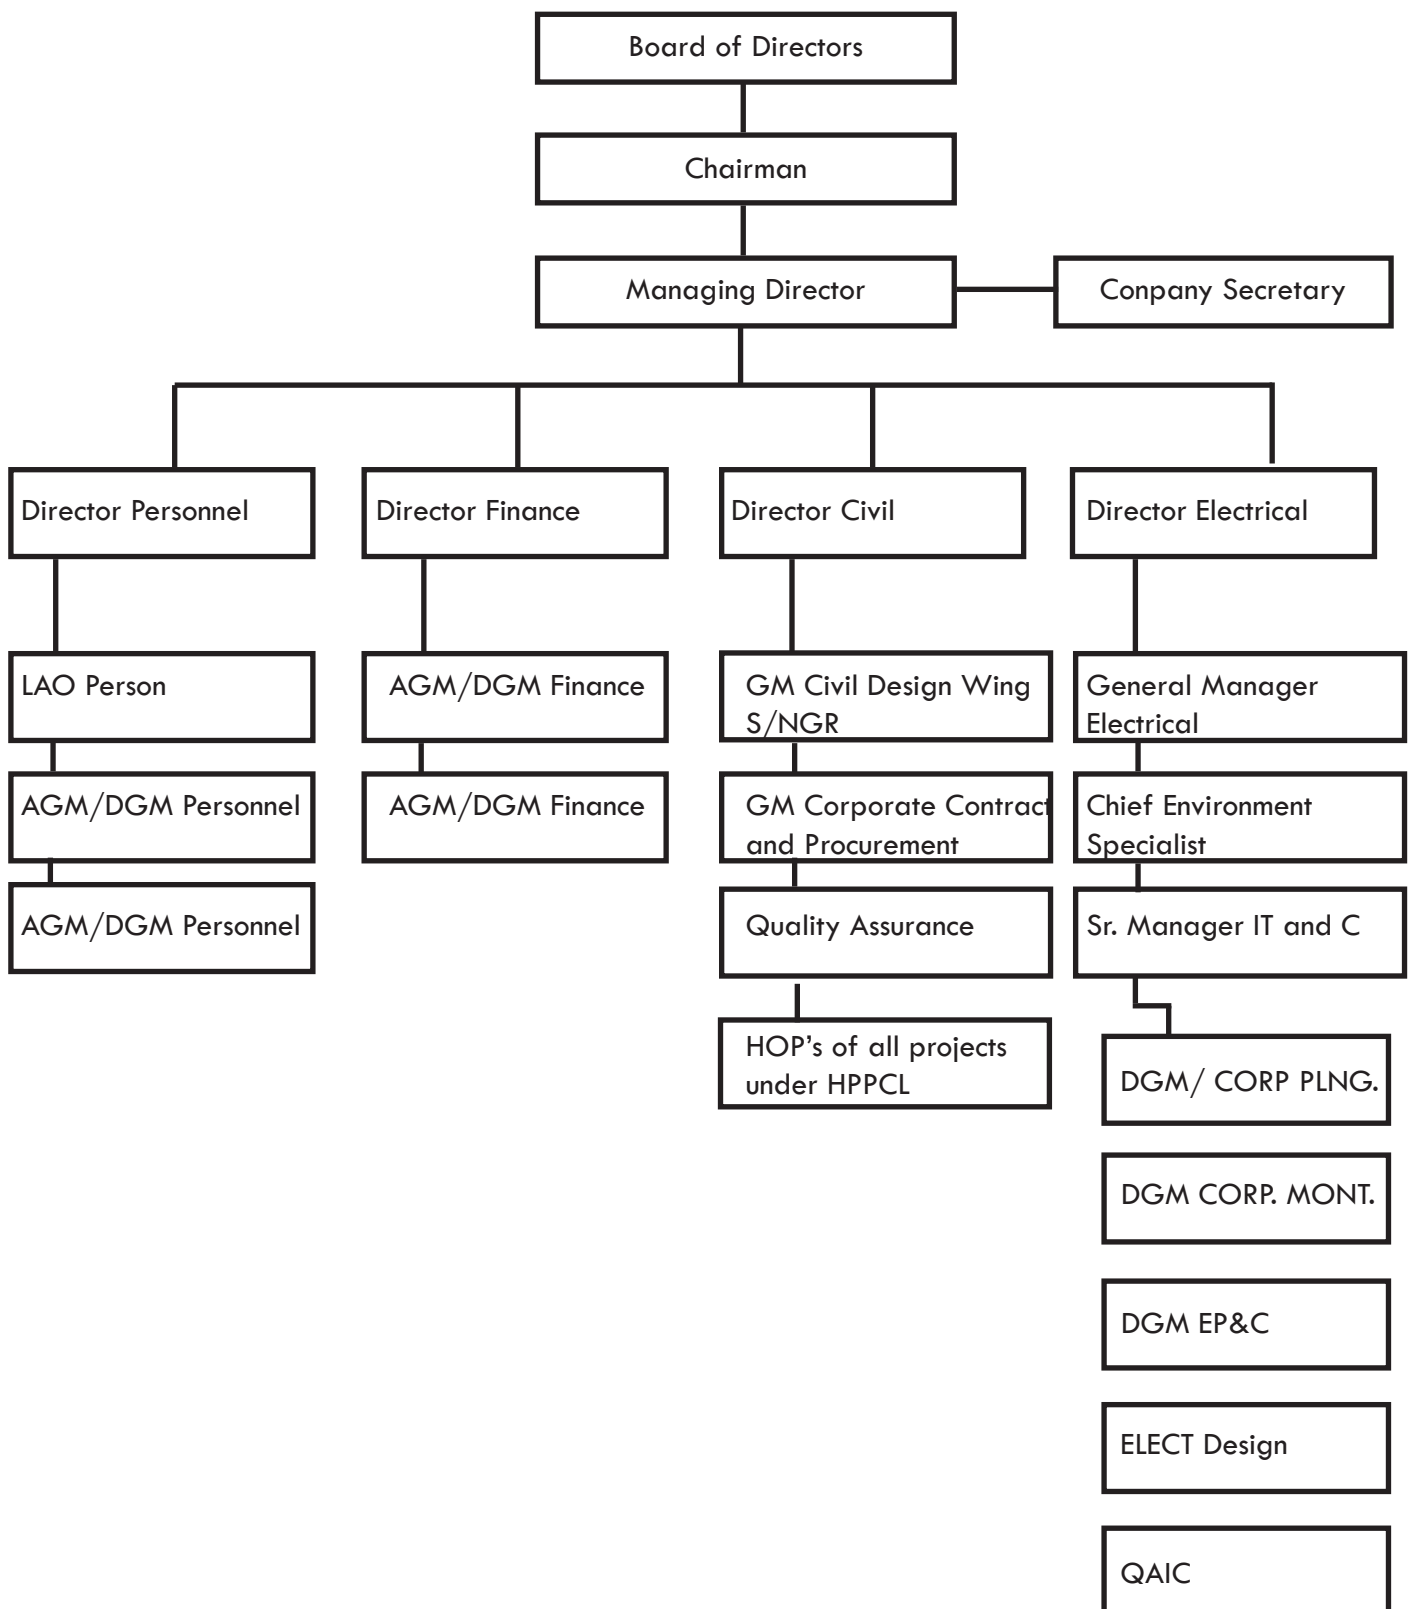 Board of Directors
Chairman
Managing Director
Conpany Secretary
Director Personnel
Director Finance
Director Civil
Director Electrical
LAO Person
AGM/DGM Finance
GM Civil Design Wing
S/NGR
General Manager
Electrical
AGM/DGM Personnel
AGM/DGM Finance
GM Corporate Contract
and Procurement
Chief Environment
Specialist
AGM/DGM Personnel
Quality Assurance
Sr. Manager IT and C
HOP's of all projects
under HPPCL
DGM/ CORP PLNG.
DGM CORP. MONT.
DGM EP&C
ELECT Design
QAIC